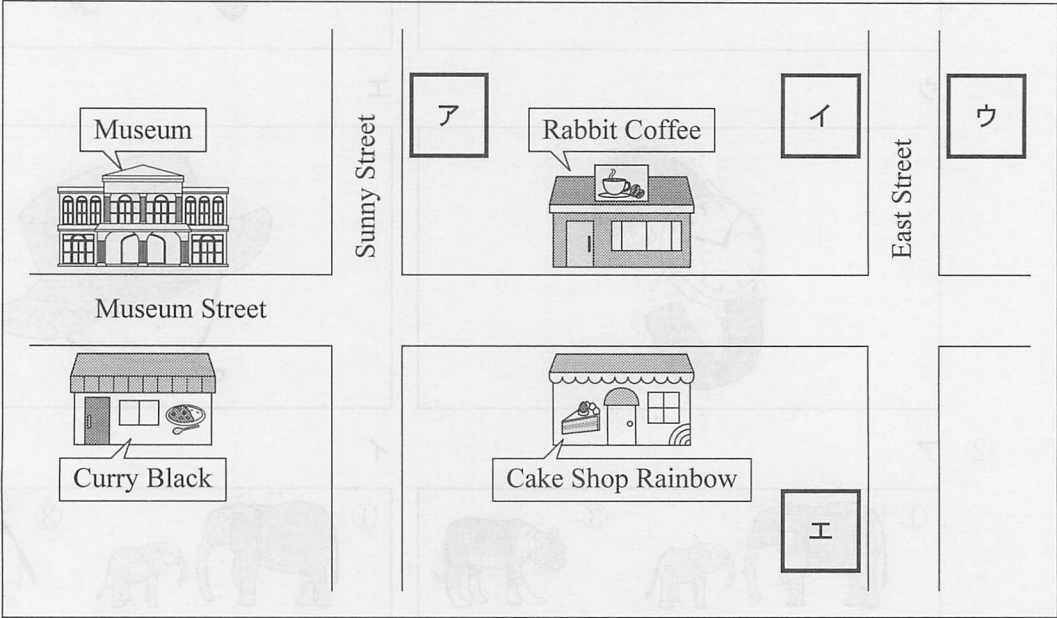 Museum
Sunny Street
ア
Rabbit Coffee
イ
East Street
ウ
Museum Street
Curry Black
Cake Shop Rainbow
エ